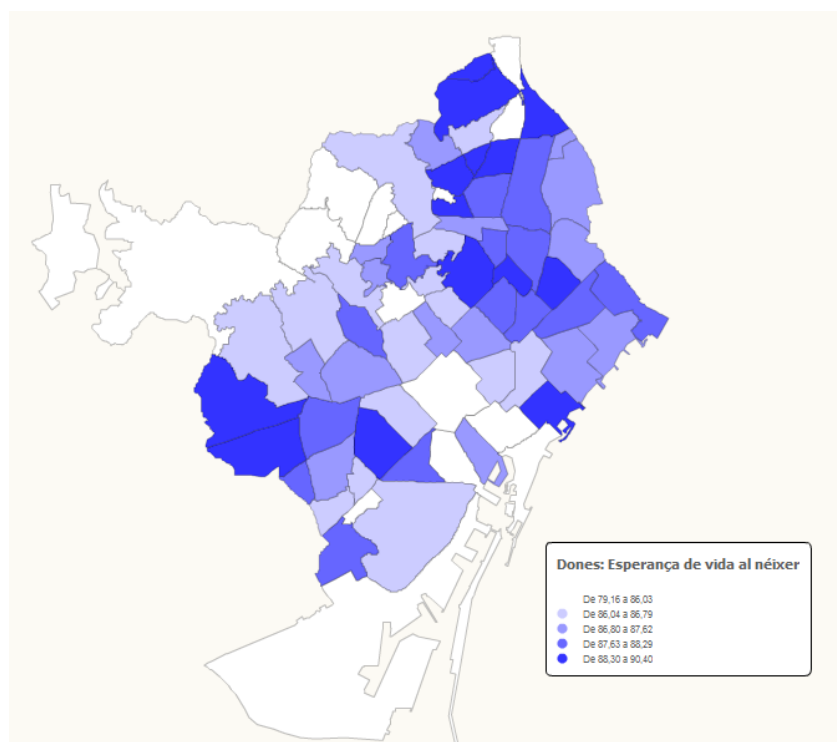 Dones: Esperança de vida al néixer
De 79,16 a 86,03
De 86,04 a 86,79
De 86,80 a 87,62
De 87,63 a 88,29
De 88,30 a 90,40